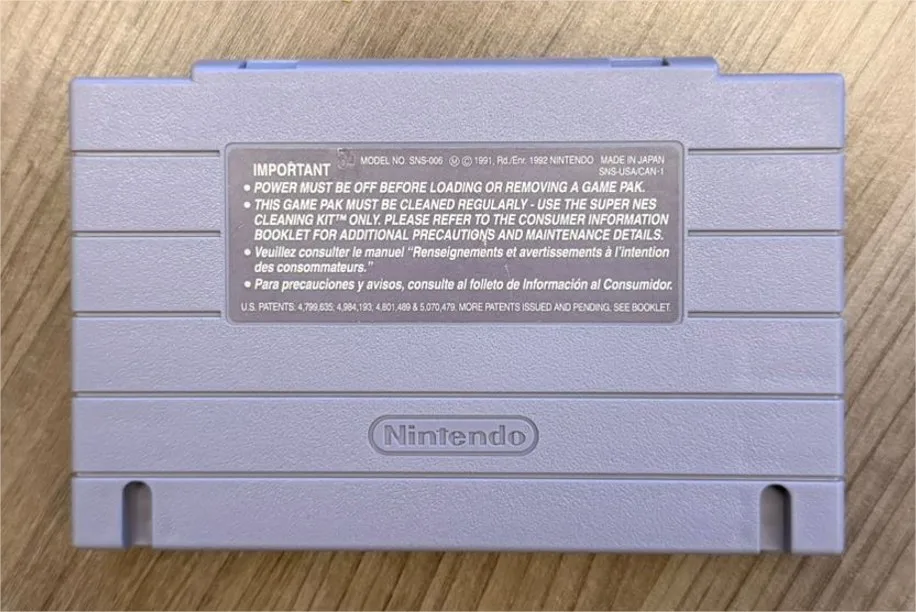 IMPORTANT MODEL NO. SNS-006 Ⓜ © 1991, Rd./Enr. 1992 NINTENDO MADE IN JAPAN
SNS-USA/CAN-1
• POWER MUST BE OFF BEFORE LOADING OR REMOVING A GAME PAK.
• THIS GAME PAK MUST BE CLEANED REGULARLY - USE THE SUPER NES
CLEANING KIT™ ONLY. PLEASE REFER TO THE CONSUMER INFORMATION
BOOKLET FOR ADDITIONAL PRECAUTIONS AND MAINTENANCE DETAILS.
• Veuillez consulter le manuel "Renseignements et avertissements à l'intention
des consommateurs."
• Para precauciones y avisos, consulte al folleto de Información al Consumidor.
U.S. PATENTS: 4,799,635; 4,984,193; 4,801,489 & 5,070,479. MORE PATENTS ISSUED AND PENDING, SEE BOOKLET.
Nintendo